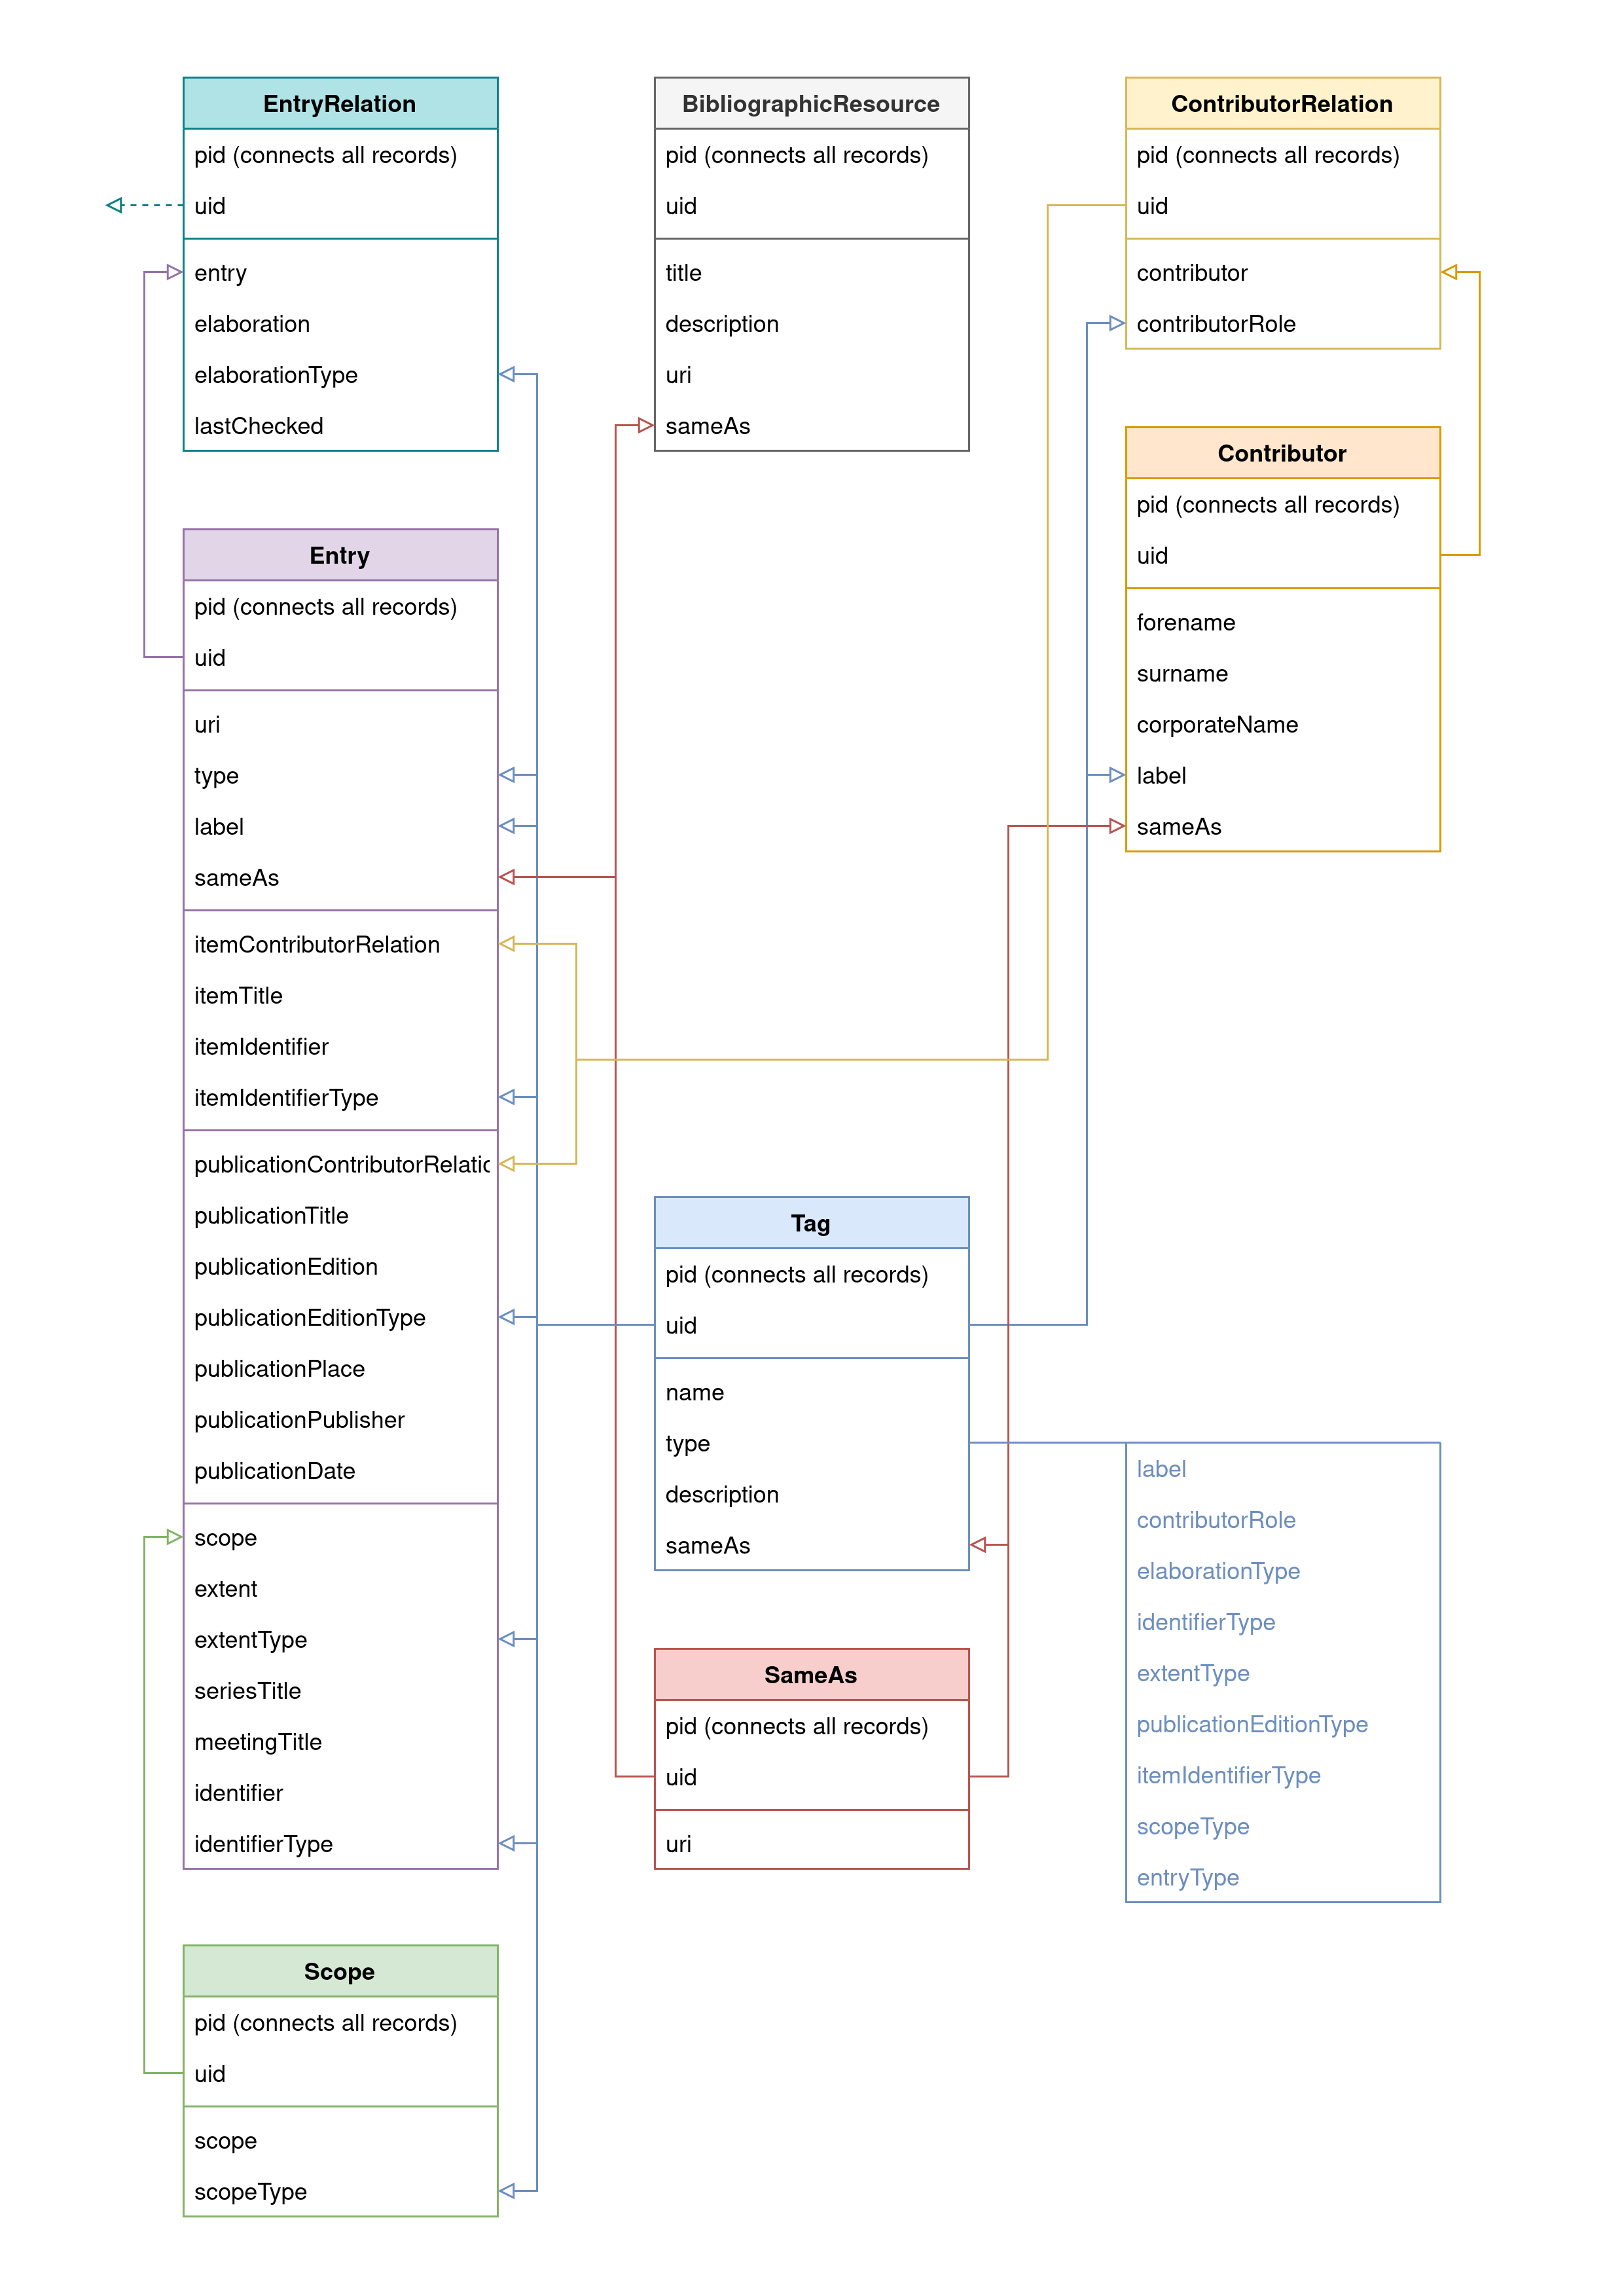 EntryRelation
pid (connects all records)
uid
entry
elaboration
elaborationType
lastChecked
BibliographicResource
pid (connects all records)
uid
title
description
uri
sameAs
ContributorRelation
pid (connects all records)
uid
contributor
contributorRole
Contributor
pid (connects all records)
uid
forename
surname
corporateName
label
sameAs
Entry
pid (connects all records)
uid
uri
type
label
sameAs
itemContributorRelation
itemTitle
itemIdentifier
itemIdentifierType
publicationContributorRelatic
publicationTitle
publicationEdition
publicationEditionType
publicationPlace
publicationPublisher
publicationDate
scope
extent
extentType
seriesTitle
meetingTitle
identifier
identifierType
Tag
pid (connects all records)
uid
name
type
description
sameAs
label
contributorRole
elaborationType
identifierType
extentType
publicationEditionType
itemIdentifierType
scopeType
entryType
SameAs
pid (connects all records)
uid
uri
Scope
pid (connects all records)
uid
scope
scopeType